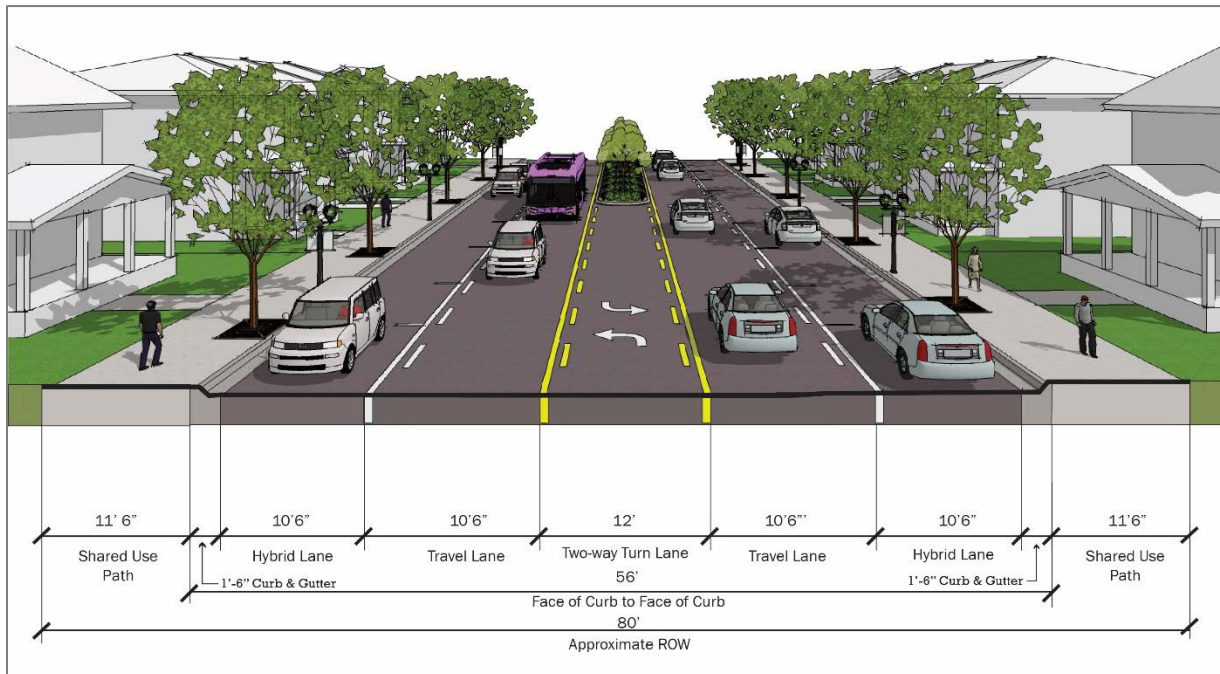 11' 6"
10'6"
10'6"
12'
10'6"'
10'6"
11'6"
Shared Use
Path
Hybrid Lane
Travel Lane
Two-way Turn Lane
Travel Lane
Hybrid Lane
Shared Use
Path
1'-6" Curb & Gutter
1'-6" Curb & Gutter
56'
Face of Curb to Face of Curb
80'
Approximate ROW